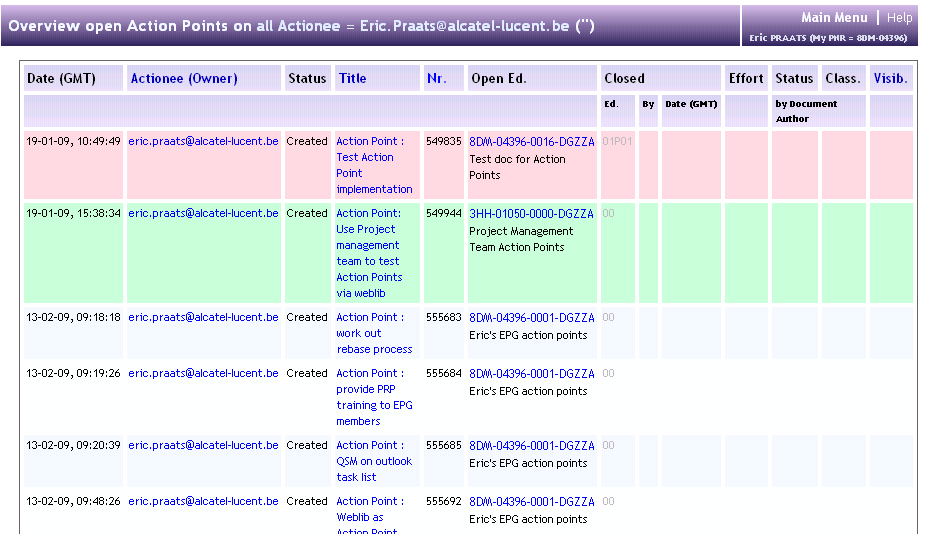 Overview open Action Points on all Actionee = Eric.Praats@alcatel-lucent.be (")
Main Menu | Help
Eric PRAATS (My PNR = 8DM-04396)
Date (GMT) Actionee (Owner) Status Title Nr. Open Ed. Closed Effort Status Class. Visib.
Ed. By Date (GMT) by Document
Author
19-01-09, 10:49:49 eric.praats@alcatel-lucent.be Created Action Point : 549835 8DM-04396-0016-DGZZA 01P01
Test Action Test doc for Action
Point Points
implementation
19-01-09, 15:38:34 eric.praats@alcatel-lucent.be Created Action Point: 549944 3HH-01050-0000-DGZZA 00
Use Project Project Management
management Team Action Points
team to test
Action Points
via weblib
13-02-09, 09:18:18 eric.praats@alcatel-lucent.be Created Action Point : 555683 8DM-04396-0001-DGZZA 00
work out Eric's EPG action points
rebase process
13-02-09, 09:19:26 eric.praats@alcatel-lucent.be Created Action Point : 555684 8DM-04396-0001-DGZZA 00
provide PRP Eric's EPG action points
training to EPG
members
13-02-09, 09:20:39 eric.praats@alcatel-lucent.be Created Action Point : 555685 8DM-04396-0001-DGZZA 00
QSM on outlook Eric's EPG action points
task list
13-02-09, 09:48:26 eric.praats@alcatel-lucent.be Created Action Point : 555692 8DM-04396-0001-DGZZA 00
Weblib as Eric's EPG action points
Action Point